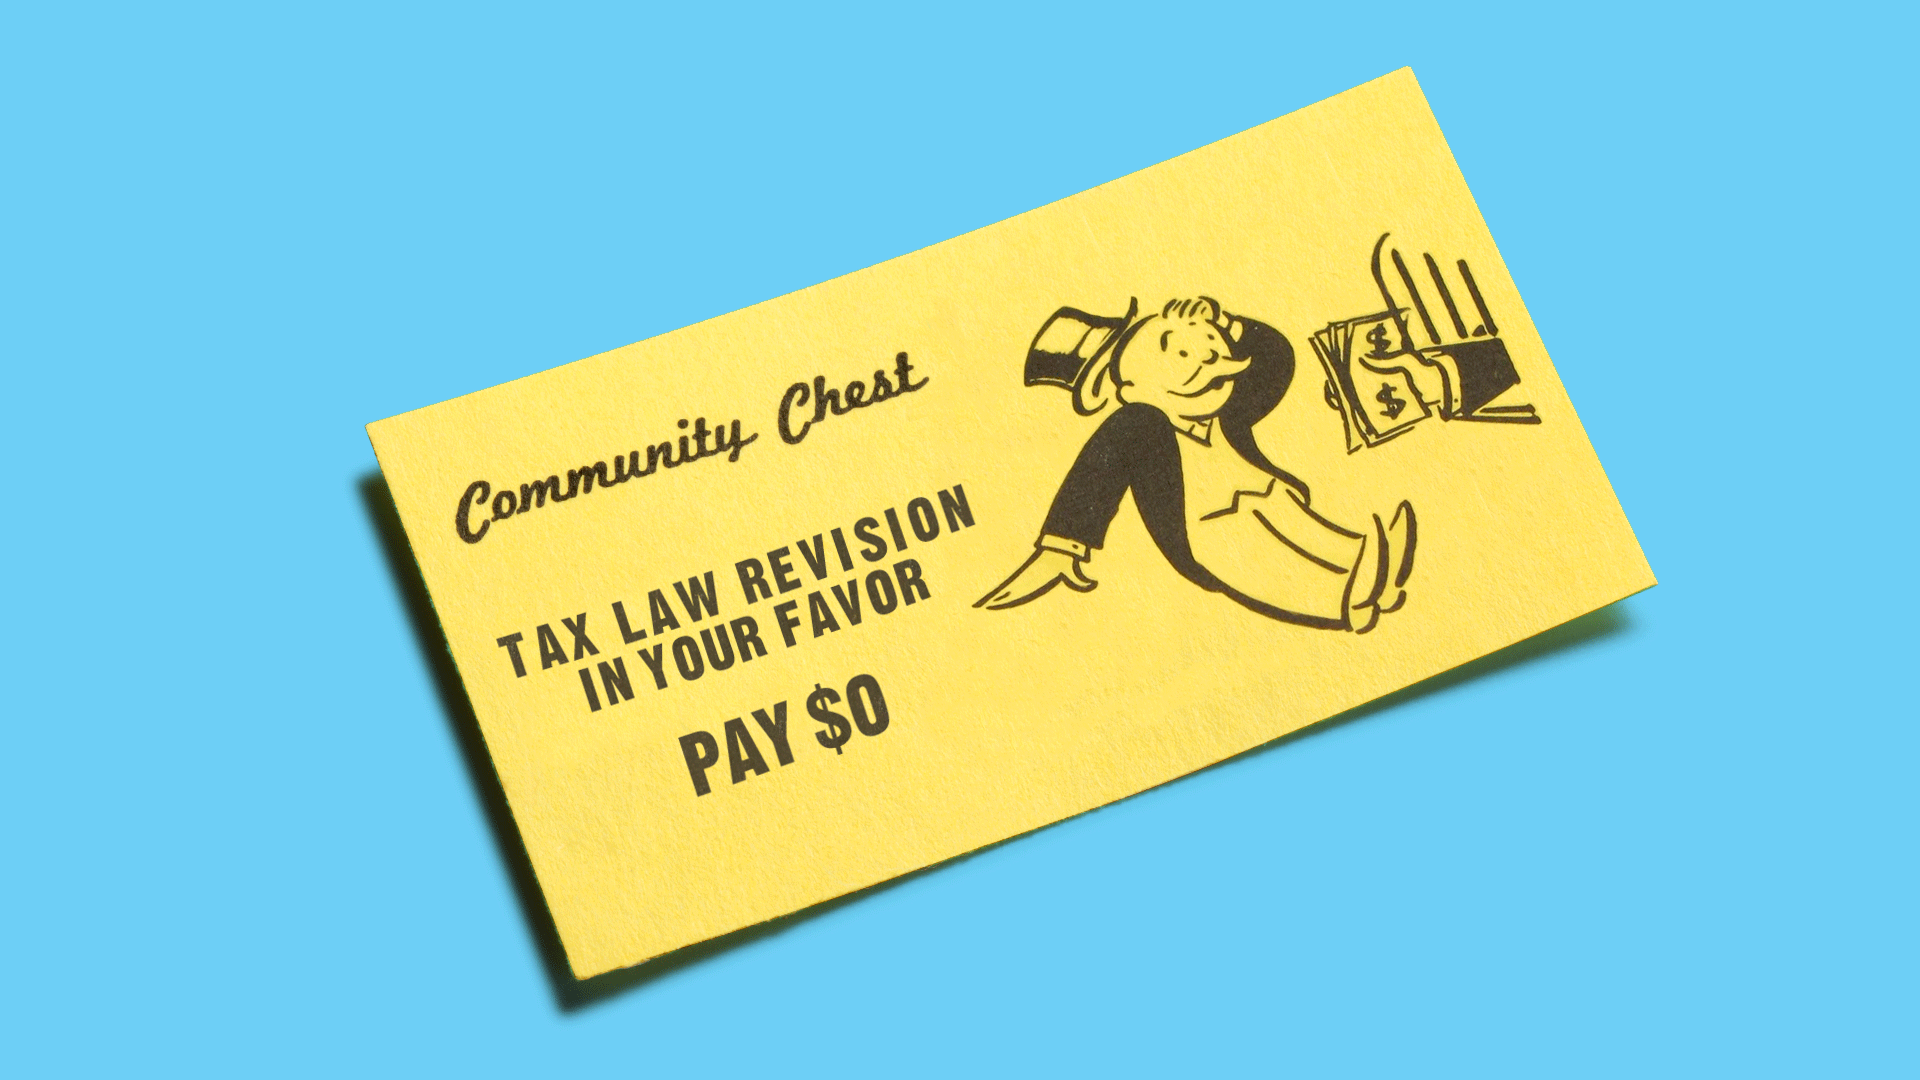 Community Chest
TAX LAW REVISION
IN YOUR FAVOR
PAY $0
$
$